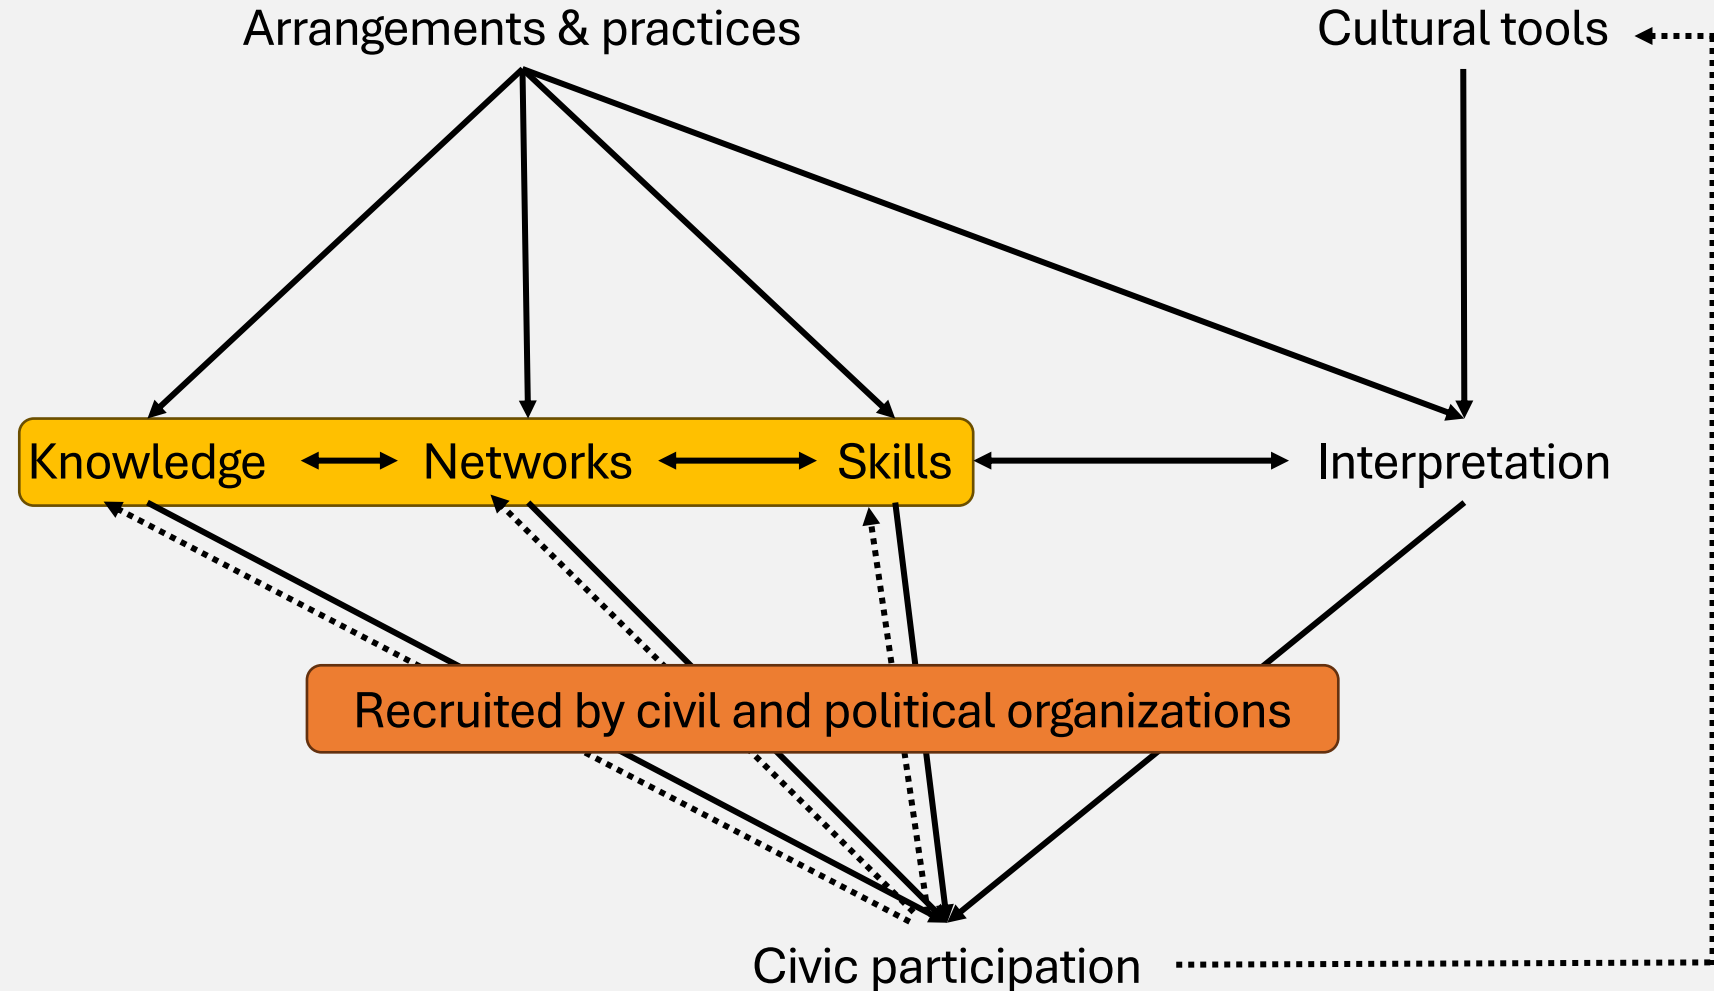 Arrangements & practices
Cultural tools
Knowledge
Networks
Skills
Interpretation
Recruited by civil and political organizations
Civic participation